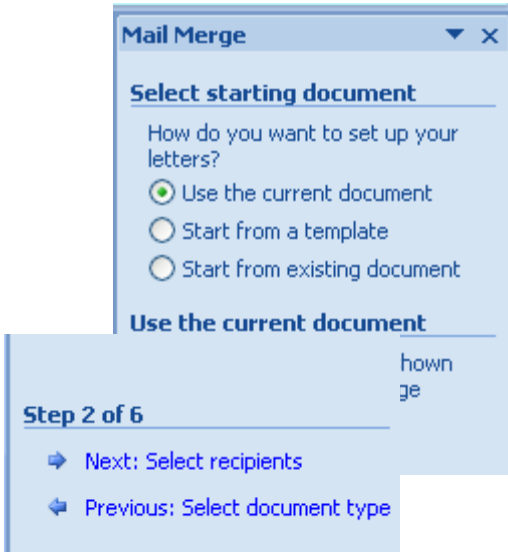 Mail Merge
Select starting document
How do you want to set up your
letters?
Use the current document
Start from a template
Start from existing document
Use the current document
Step 2 of 6
Next: Select recipients
Previous: Select document type